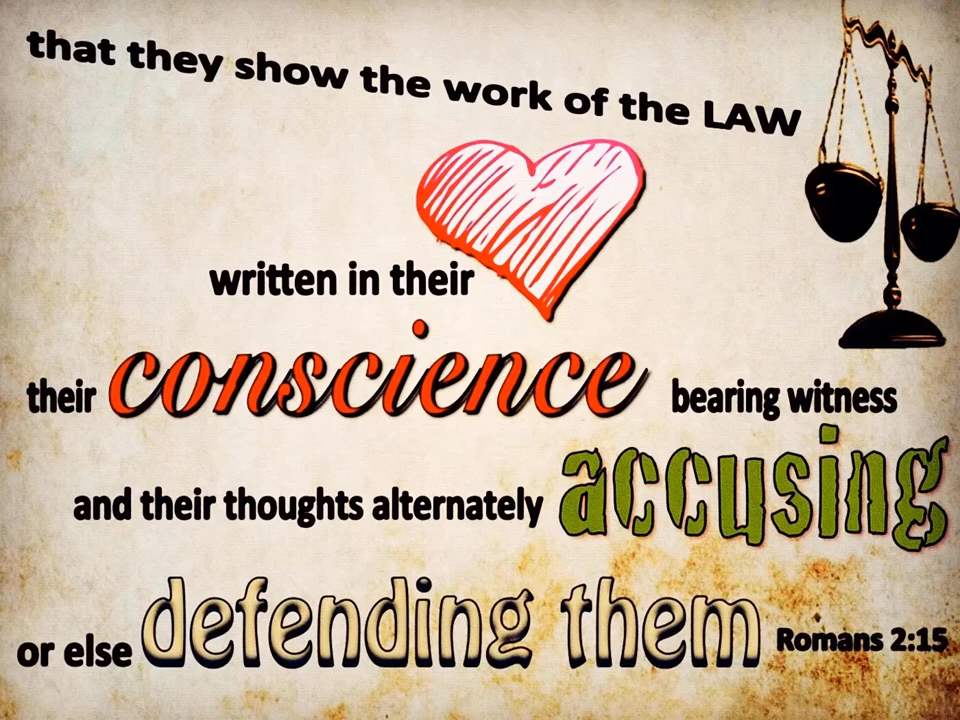 that they show the work of the LAW
written in their
their conscience bearing witness
and their thoughts alternately accusing
or else defending them Romans 2:15